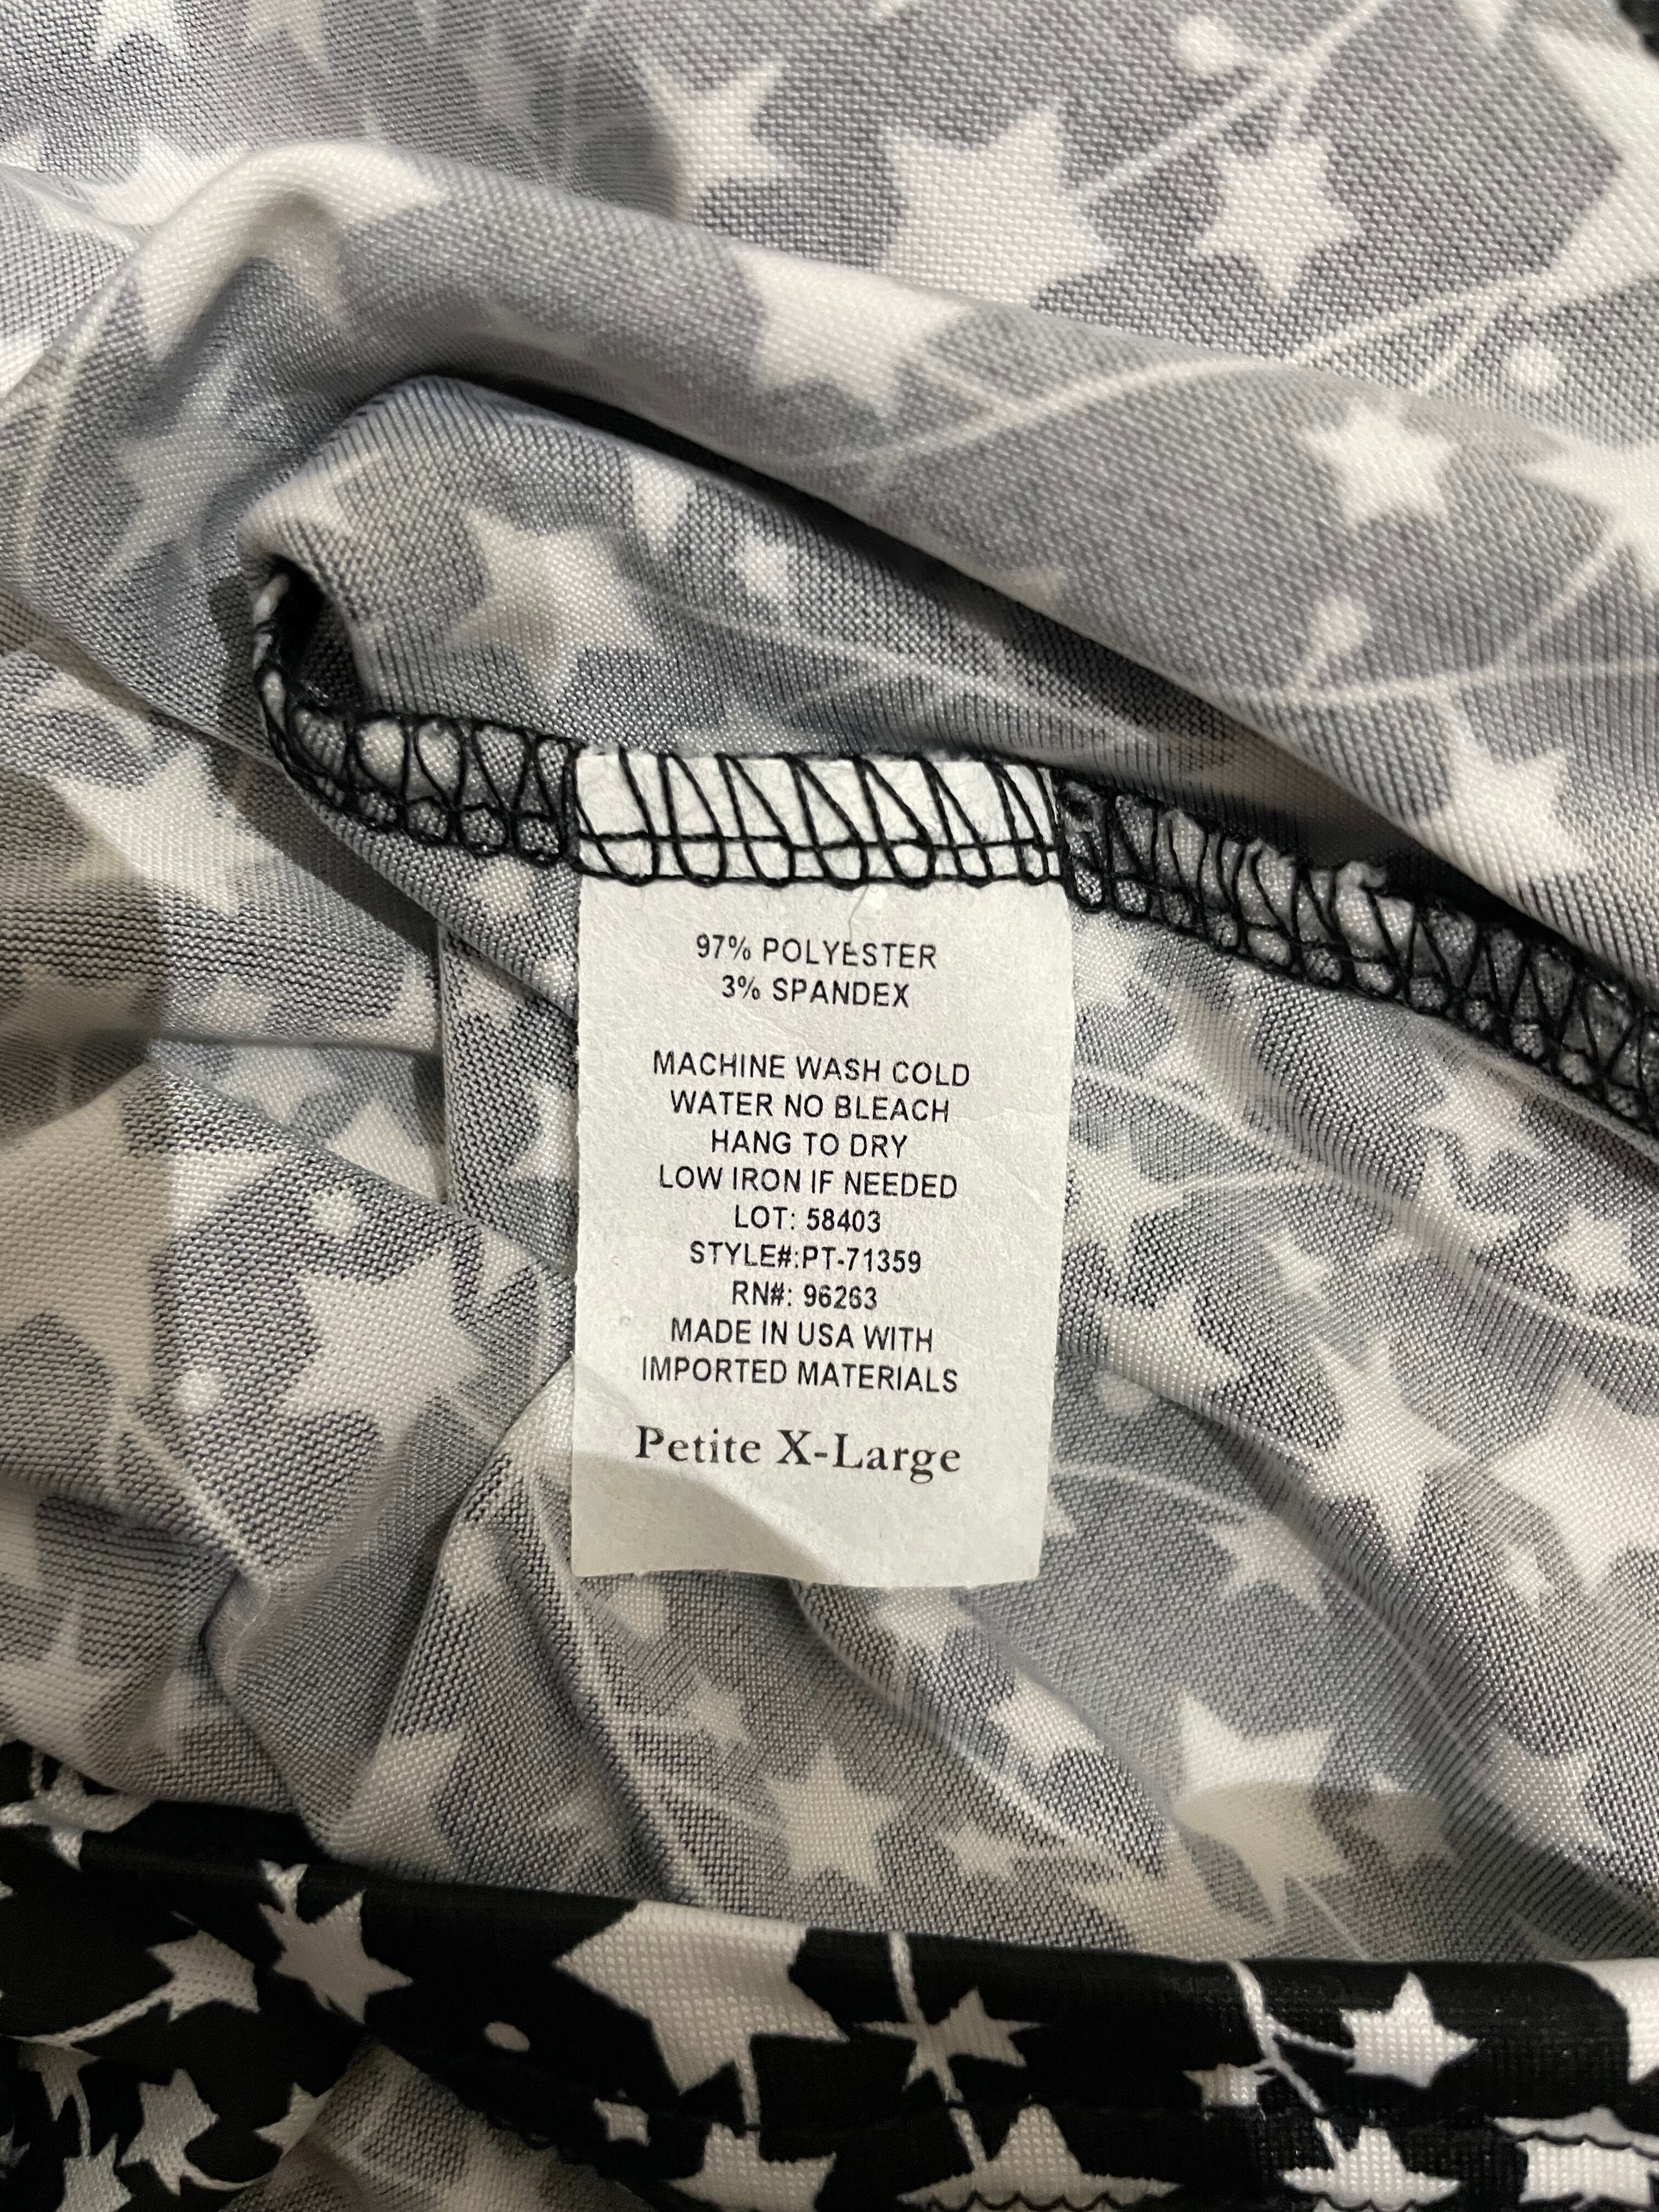 97% POLYESTER
3% SPANDEX
MACHINE WASH COLD
WATER NO BLEACH
HANG TO DRY
LOW IRON IF NEEDED
LOT: 58403
STYLE#:PT-71359
RN#: 96263
MADE IN USA WITH
IMPORTED MATERIALS
Petite X-Large